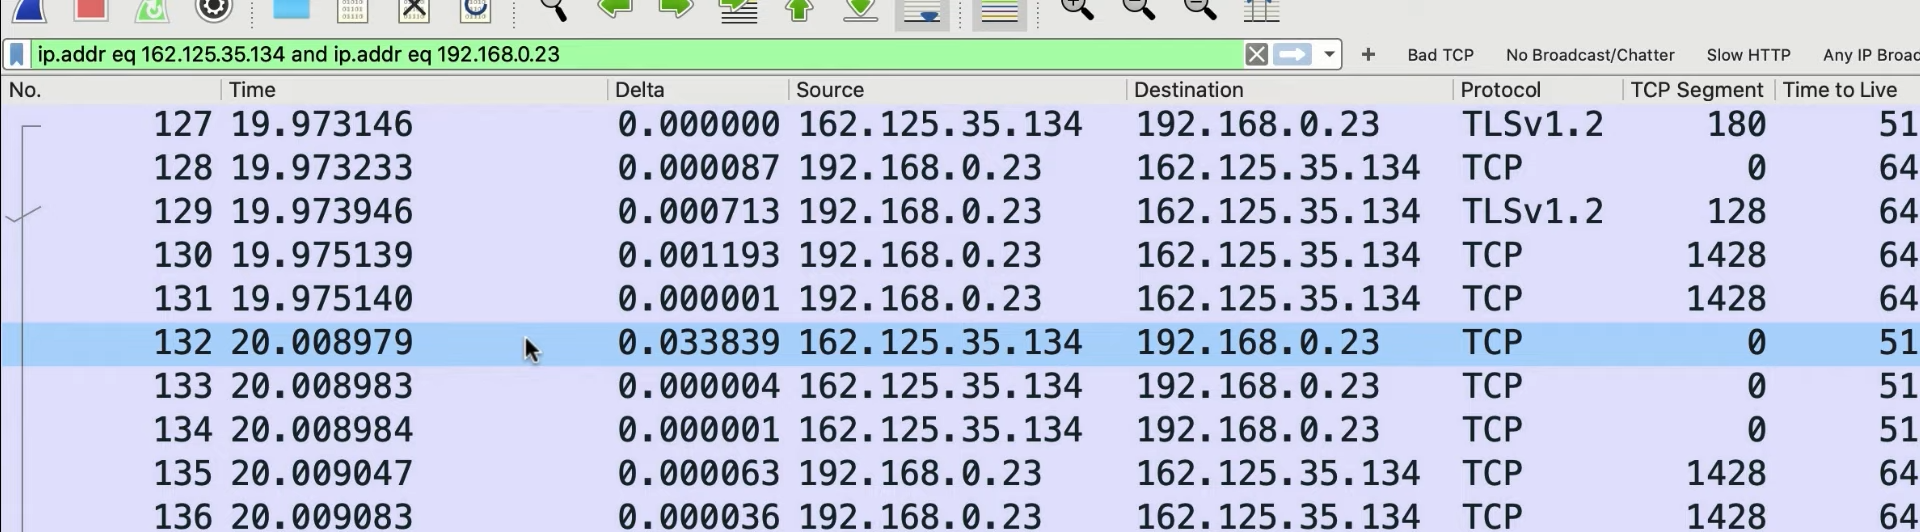 ip.addr eq 162.125.35.134 and ip.addr eq 192.168.0.23 + Bad TCP No Broadcast/Chatter Slow HTTP Any IP Broac
No. Time Delta Source Destination Protocol TCP Segment Time to Live
127 19.973146 0.000000 162.125.35.134 192.168.0.23 TLSv1.2 180 51
128 19.973233 0.000087 192.168.0.23 162.125.35.134 TCP 0 64
129 19.973946 0.000713 192.168.0.23 162.125.35.134 TLSv1.2 128 64
130 19.975139 0.001193 192.168.0.23 162.125.35.134 TCP 1428 64
131 19.975140 0.000001 192.168.0.23 162.125.35.134 TCP 1428 64
132 20.008979 0.033839 162.125.35.134 192.168.0.23 TCP 0 51
133 20.008983 0.000004 162.125.35.134 192.168.0.23 TCP 0 51
134 20.008984 0.000001 162.125.35.134 192.168.0.23 TCP 0 51
135 20.009047 0.000063 192.168.0.23 162.125.35.134 TCP 1428 64
136 20.009083 0.000036 192.168.0.23 162.125.35.134 TCP 1428 64